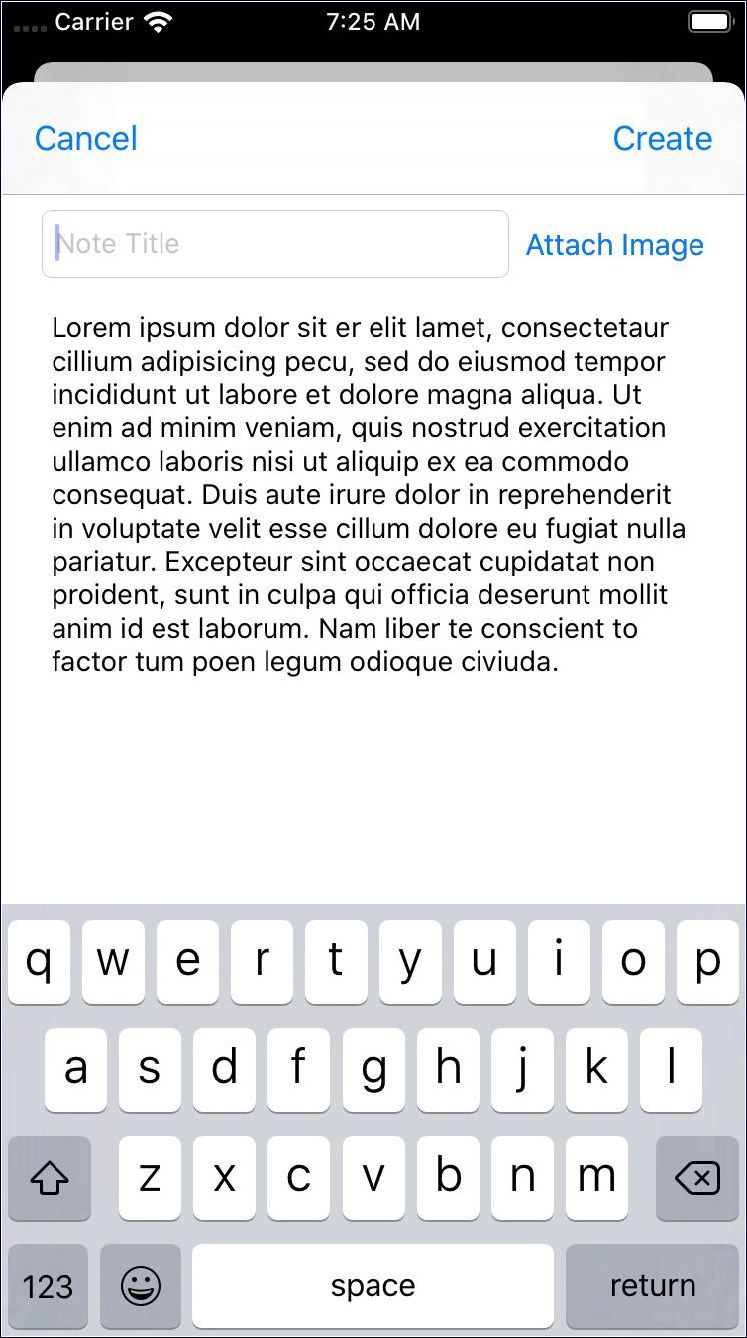 Carrier 7:25 AM
Cancel Create
Note Title Attach Image
Lorem ipsum dolor sit er elit lamet, consectetaur
cillium adipisicing pecu, sed do eiusmod tempor
incididunt ut labore et dolore magna aliqua. Ut
enim ad minim veniam, quis nostrud exercitation
ullamco laboris nisi ut aliquip ex ea commodo
consequat. Duis aute irure dolor in reprehenderit
in voluptate velit esse cillum dolore eu fugiat nulla
pariatur. Excepteur sint occaecat cupidatat non
proident, sunt in culpa qui officia deserunt mollit
anim id est laborum. Nam liber te conscient to
factor tum poen legum odioque civiuda.
q w e r t y u i o p
a s d f g h j k l
z x c v b n m
123 space return